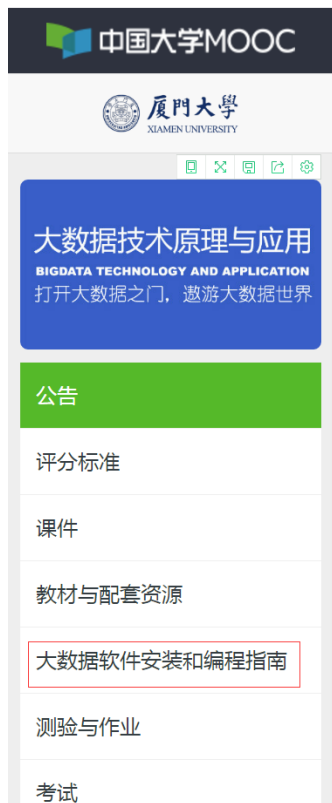 中国大学MOOC
厦門大學
XIAMEN UNIVERSITY
大数据技术原理与应用
BIGDATA TECHNOLOGY AND APPLICATION
打开大数据之门，遨游大数据世界
公告
评分标准
课件
教材与配套资源
大数据软件安装和编程指南
测验与作业
考试